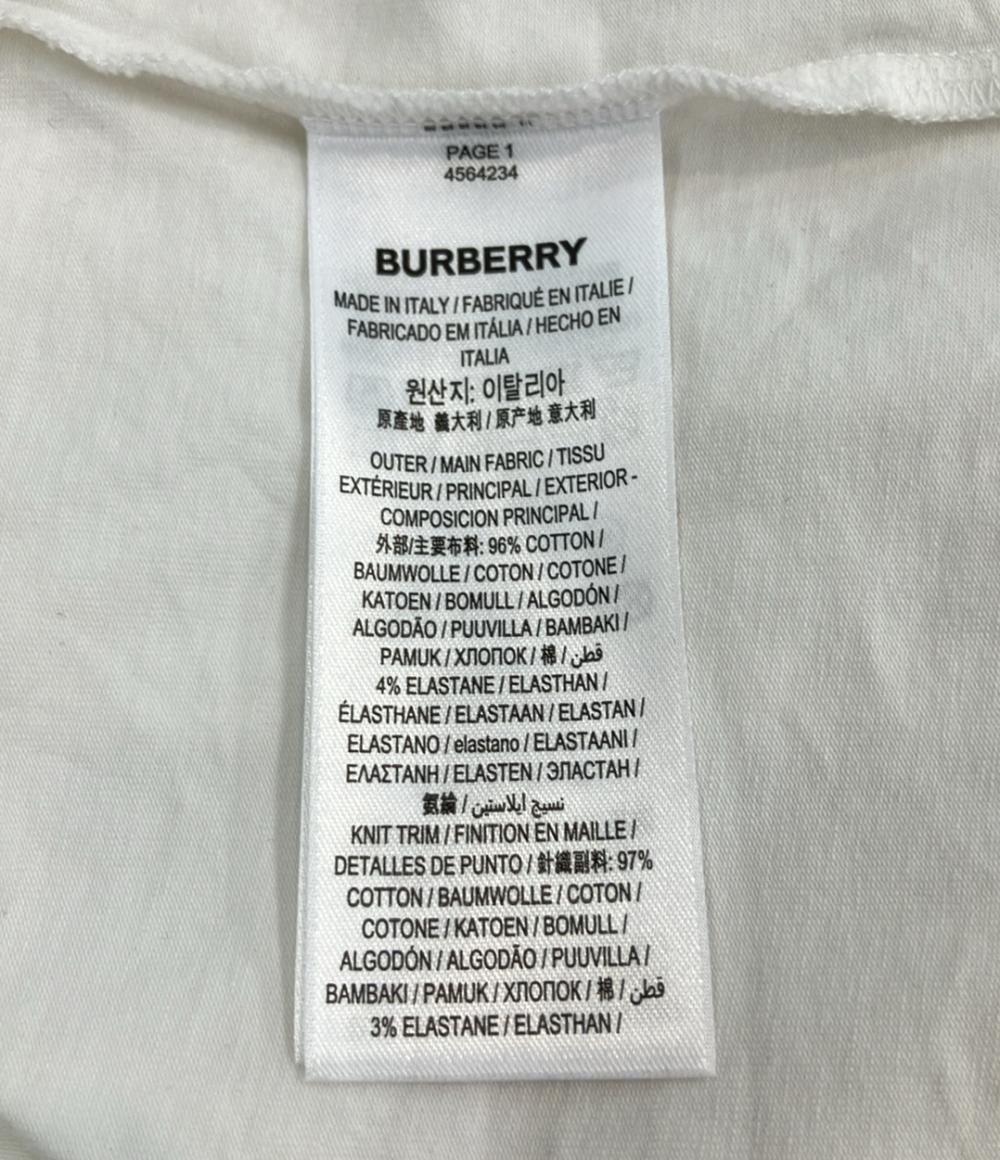 PAGE 1
4564234
BURBERRY
MADE IN ITALY / FABRIQUÉ EN ITALIE /
FABRICADO EM ITÁLIA / HECHO EN
ITALIA
원산지: 이탈리아
原產地 義大利 / 原产地 意大利
OUTER / MAIN FABRIC / TISSU
EXTÉRIEUR / PRINCIPAL / EXTERIOR -
COMPOSICION PRINCIPAL /
外部/主要布料: 96% COTTON /
BAUMWOLLE / COTON / COTONE /
KATOEN / BOMULL / ALGODÓN /
ALGODÃO / PUUVILLA / BAMBAKI /
PAMUK / ХЛОПОК / 棉 / قطن
4% ELASTANE / ELASTHAN /
ÉLASTHANE / ELASTAAN / ELASTAN /
ELASTANO / elastano / ELASTAANI /
ΕΛΑΣΤΑΝΗ / ELASTEN / ЭЛАСТАН /
氨綸 / نسيج ايلاستين
KNIT TRIM / FINITION EN MAILLE /
DETALLES DE PUNTO / 針織副料: 97%
COTTON / BAUMWOLLE / COTON /
COTONE / KATOEN / BOMULL /
ALGODÓN / ALGODÃO / PUUVILLA /
BAMBAKI / PAMUK / ХЛОПОК / 棉 / قطن
3% ELASTANE / ELASTHAN /